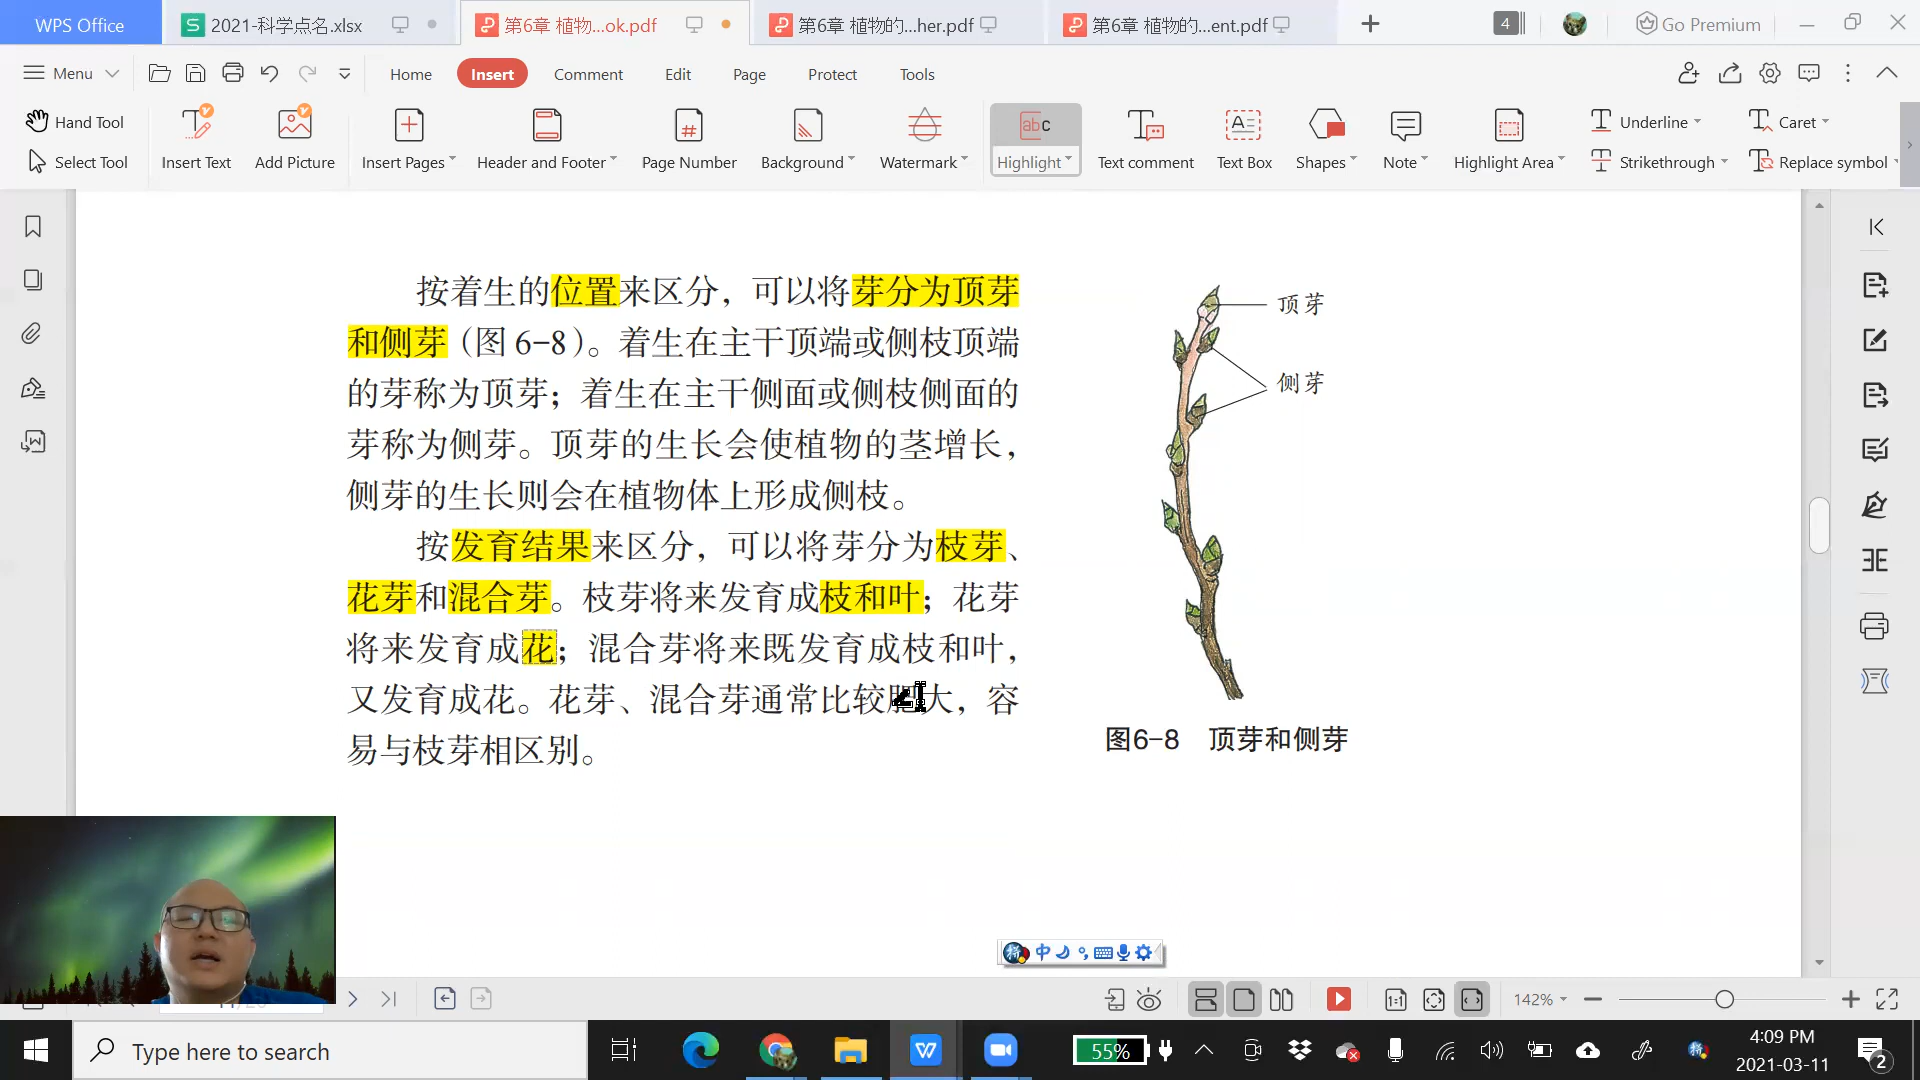 WPS Office
2021-科学点名.xlsx
第6章 植物...ok.pdf
第6章 植物的...her.pdf
第6章 植物的...ent.pdf
4
Go Premium
Menu
Home
Insert
Comment
Edit
Page
Protect
Tools
Hand Tool
Select Tool
Insert Text
Add Picture
Insert Pages
Header and Footer
Page Number
Background
Watermark
Highlight
Text comment
Text Box
Shapes
Note
Highlight Area
Underline
Strikethrough
Caret
Replace symbol
按着生的位置来区分，可以将芽分为顶芽
和侧芽（图 6-8）。着生在主干顶端或侧枝顶端
的芽称为顶芽；着生在主干侧面或侧枝侧面的
芽称为侧芽。顶芽的生长会使植物的茎增长，
侧芽的生长则会在植物体上形成侧枝。
按发育结果来区分，可以将芽分为枝芽、
花芽和混合芽。枝芽将来发育成枝和叶；花芽
将来发育成花；混合芽将来既发育成枝和叶，
又发育成花。花芽、混合芽通常比较肥大，容
易与枝芽相区别。
顶芽
侧芽
图6-8 顶芽和侧芽
中
142%
Type here to search
55%
4:09 PM
2021-03-11
2